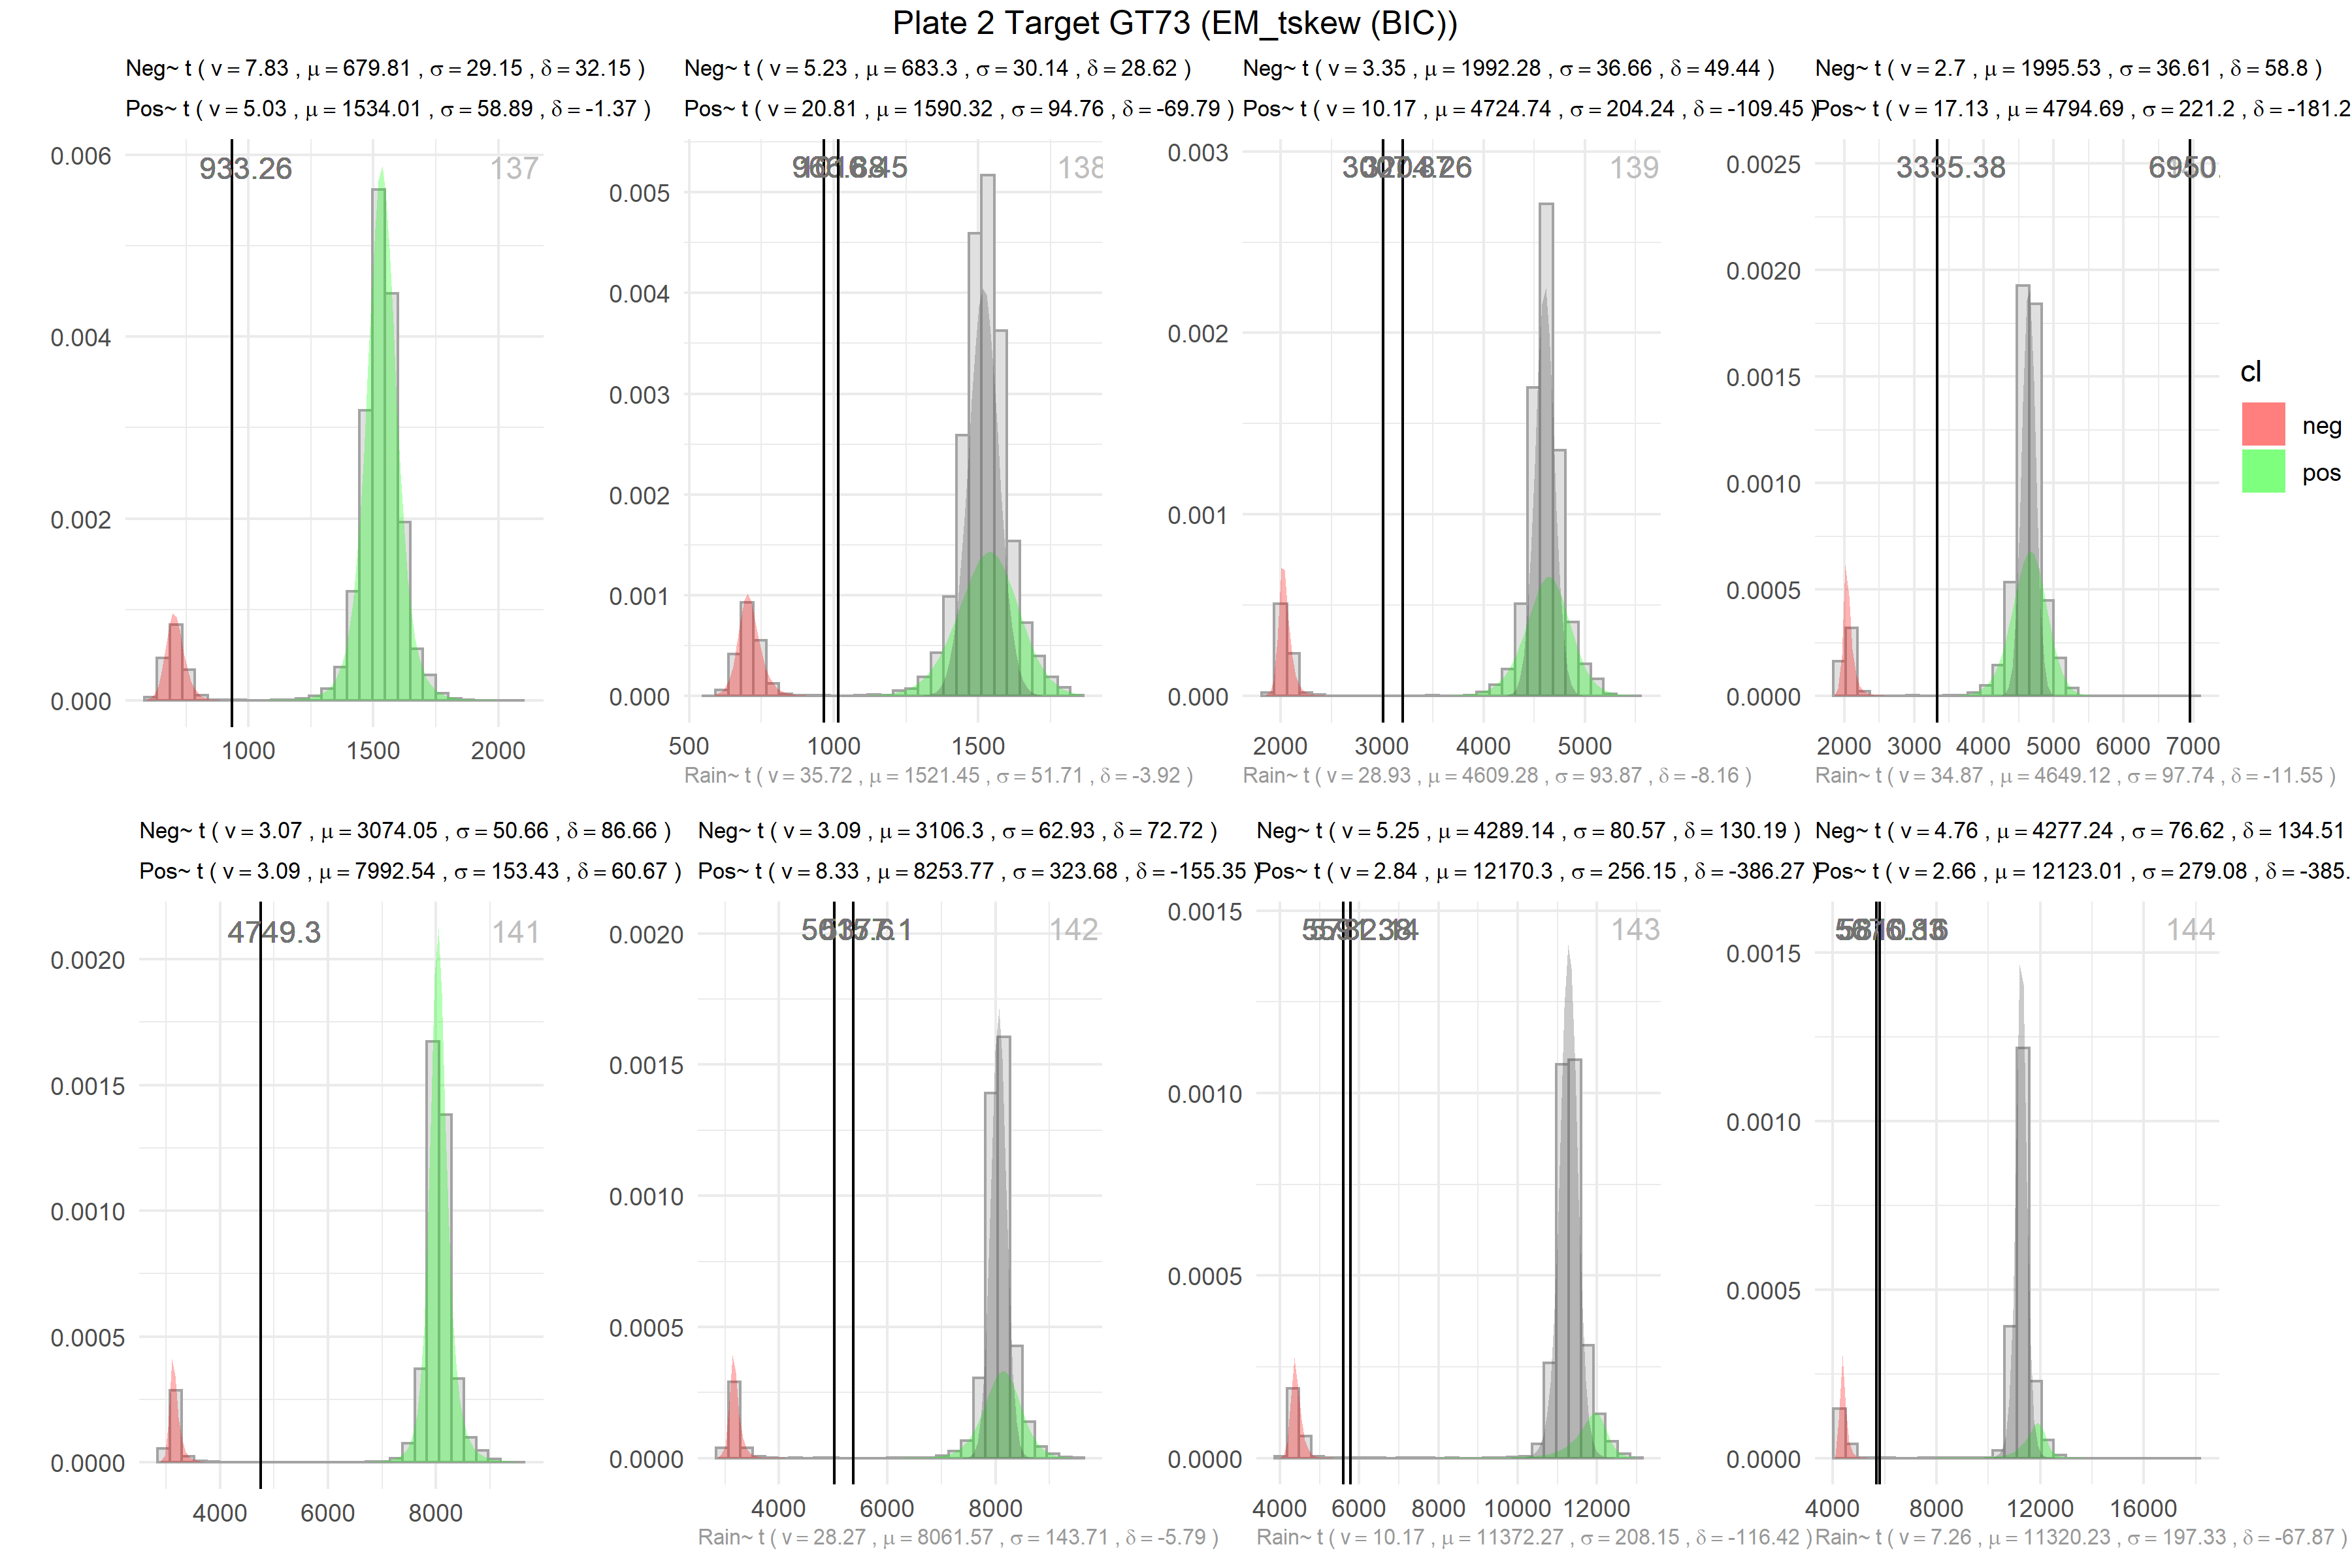 Plate 2 Target GT73 (EM_tskew (BIC))
Neg~ t ( ν = 7.83 , μ = 679.81 , σ = 29.15 , δ = 32.15 )
Pos~ t ( ν = 5.03 , μ = 1534.01 , σ = 58.89 , δ = -1.37 )
933.26
137
0.006
0.004
0.002
0.000
1000 1500 2000
Neg~ t ( ν = 5.23 , μ = 683.3 , σ = 30.14 , δ = 28.62 )
Pos~ t ( ν = 20.81 , μ = 1590.32 , σ = 94.76 , δ = -69.79 )
138
0.005
0.004
0.003
0.002
0.001
0.000
500 1000 1500
Rain~ t ( ν = 35.72 , μ = 1521.45 , σ = 51.71 , δ = -3.92 )
Neg~ t ( ν = 3.35 , μ = 1992.28 , σ = 36.66 , δ = 49.44 )
Pos~ t ( ν = 10.17 , μ = 4724.74 , σ = 204.24 , δ = -109.45 )
139
0.003
0.002
0.001
0.000
2000 3000 4000 5000
Rain~ t ( ν = 28.93 , μ = 4609.28 , σ = 93.87 , δ = -8.16 )
Neg~ t ( ν = 2.7 , μ = 1995.53 , σ = 36.61 , δ = 58.8 )
Pos~ t ( ν = 17.13 , μ = 4794.69 , σ = 221.2 , δ = -181.2
3335.38
0.0025
0.0020
0.0015
0.0010
0.0005
0.0000
2000 3000 4000 5000 6000 7000
Rain~ t ( ν = 34.87 , μ = 4649.12 , σ = 97.74 , δ = -11.55 )
cl
neg
pos
Neg~ t ( ν = 3.07 , μ = 3074.05 , σ = 50.66 , δ = 86.66 )
Pos~ t ( ν = 3.09 , μ = 7992.54 , σ = 153.43 , δ = 60.67 )
4749.3
141
0.0020
0.0015
0.0010
0.0005
0.0000
4000 6000 8000
Neg~ t ( ν = 3.09 , μ = 3106.3 , σ = 62.93 , δ = 72.72 )
Pos~ t ( ν = 8.33 , μ = 8253.77 , σ = 323.68 , δ = -155.35 )
142
0.0020
0.0015
0.0010
0.0005
0.0000
4000 6000 8000
Rain~ t ( ν = 28.27 , μ = 8061.57 , σ = 143.71 , δ = -5.79 )
Neg~ t ( ν = 5.25 , μ = 4289.14 , σ = 80.57 , δ = 130.19 )
Pos~ t ( ν = 2.84 , μ = 12170.3 , σ = 256.15 , δ = -386.27 )
143
0.0015
0.0010
0.0005
0.0000
4000 6000 8000 10000 12000
Rain~ t ( ν = 10.17 , μ = 11372.27 , σ = 208.15 , δ = -116.42 )
Neg~ t ( ν = 4.76 , μ = 4277.24 , σ = 76.62 , δ = 134.51
Pos~ t ( ν = 2.66 , μ = 12123.01 , σ = 279.08 , δ = -385.
144
0.0015
0.0010
0.0005
0.0000
4000 8000 12000 16000
Rain~ t ( ν = 7.26 , μ = 11320.23 , σ = 197.33 , δ = -67.87 )